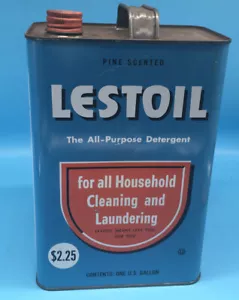 PINE SCENTED
LESTOIL
The All-Purpose Detergent
for all Household
Cleaning and
Laundering
$2.25
CONTENTS: ONE U.S. GALLON